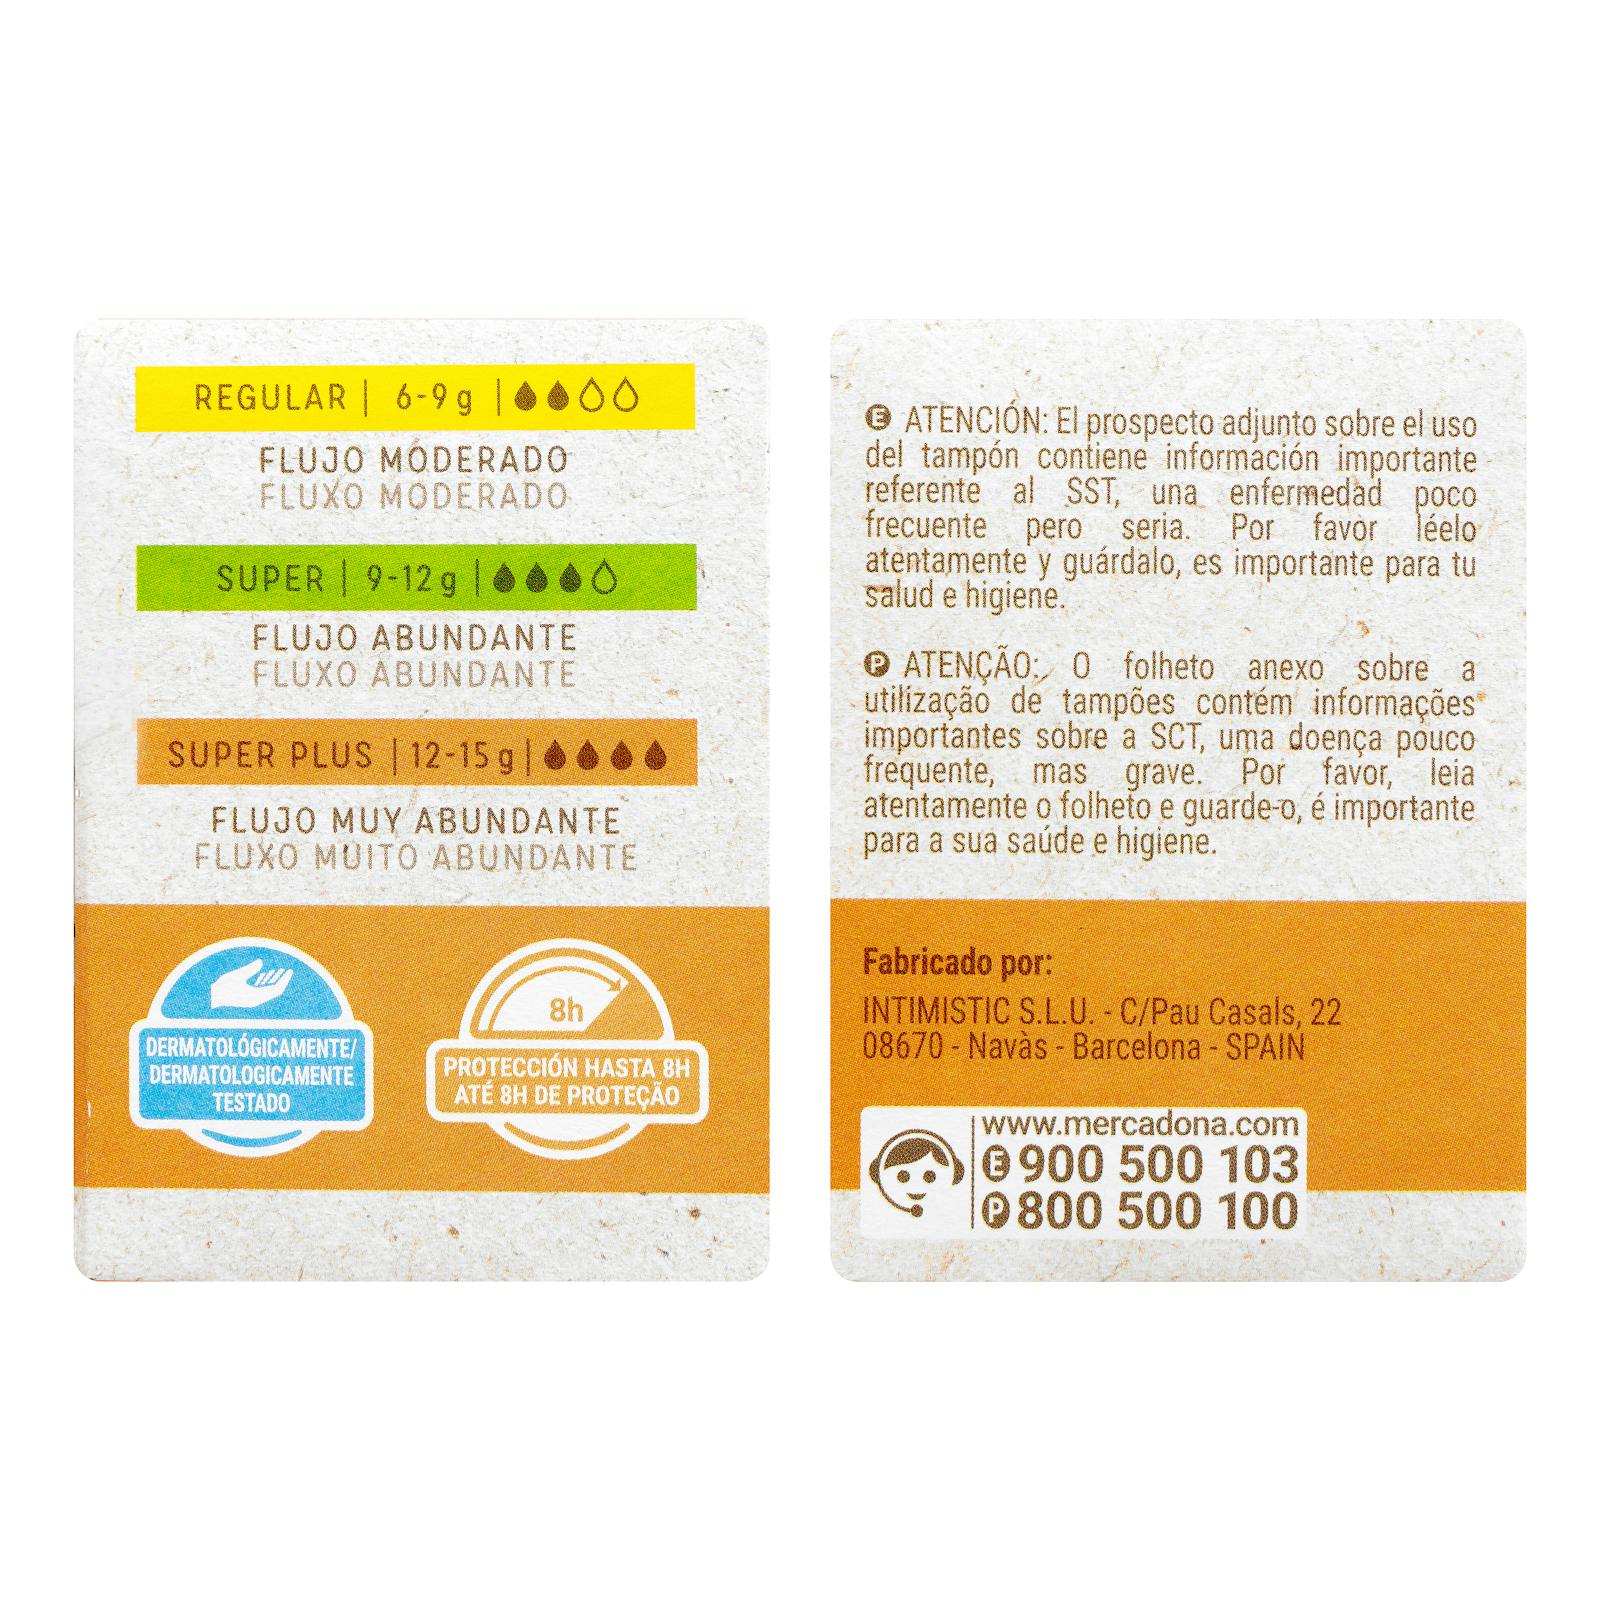 REGULAR | 6-9 g |
FLUJO MODERADO
FLUXO MODERADO
SUPER | 9-12 g |
FLUJO ABUNDANTE
FLUXO ABUNDANTE
SUPER PLUS | 12-15 g |
FLUJO MUY ABUNDANTE
FLUXO MUITO ABUNDANTE
DERMATOLÓGICAMENTE/
DERMATOLOGICAMENTE
TESTADO
8h
PROTECCIÓN HASTA 8H
ATÉ 8H DE PROTEÇÃO
E ATENCIÓN: El prospecto adjunto sobre el uso
del tampón contiene información importante
referente al SST, una enfermedad poco
frecuente pero seria. Por favor léelo
atentamente y guárdalo, es importante para tu
salud e higiene.
P ATENÇÃO: O folheto anexo sobre a
utilização de tampões contém informações
importantes sobre a SCT, uma doença pouco
frequente, mas grave. Por favor, leia
atentamente o folheto e guarde-o, é importante
para a sua saúde e higiene.
Fabricado por:
INTIMISTIC S.L.U. - C/Pau Casals, 22
08670 - Navàs - Barcelona - SPAIN
www.mercadona.com
E 900 500 103
P 800 500 100